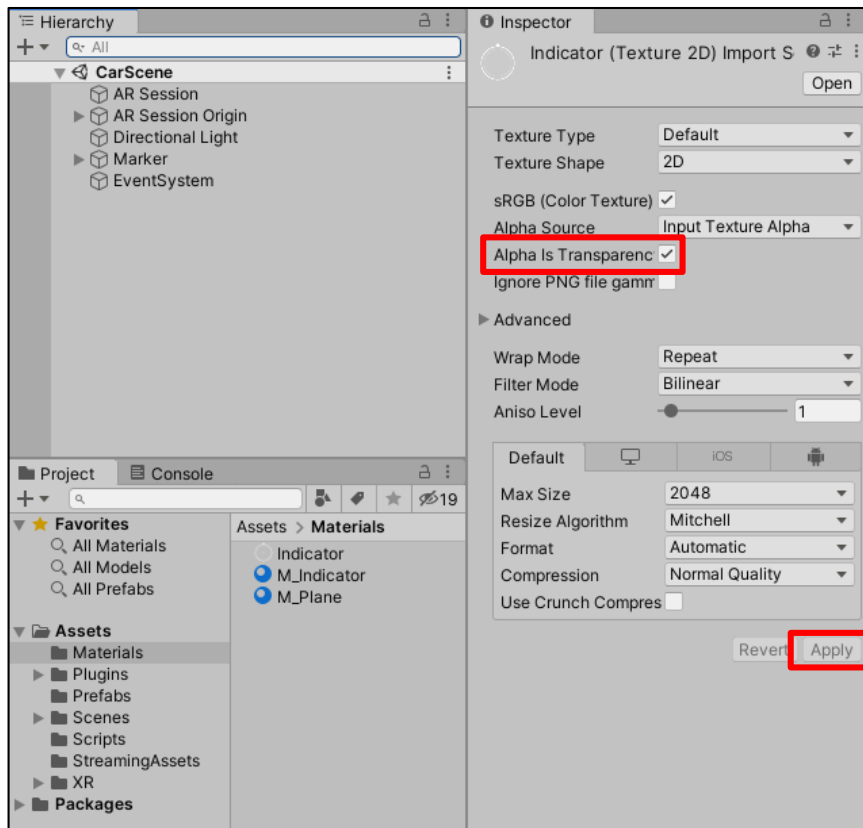 Hierarchy
All
CarScene
AR Session
AR Session Origin
Directional Light
Marker
EventSystem
Project
Console
19
Favorites
All Materials
All Models
All Prefabs
Assets
Materials
Plugins
Prefabs
Scenes
Scripts
StreamingAssets
XR
Packages
Assets > Materials
Indicator
M_Indicator
M_Plane
Inspector
Indicator (Texture 2D) Import S
Open
Texture Type Default
Texture Shape 2D
sRGB (Color Texture)
Alpha Source Input Texture Alpha
Alpha Is Transparenc
Ignore PNG file gamm
Advanced
Wrap Mode Repeat
Filter Mode Bilinear
Aniso Level 1
Default iOS
Max Size 2048
Resize Algorithm Mitchell
Format Automatic
Compression Normal Quality
Use Crunch Compres
Revert Apply